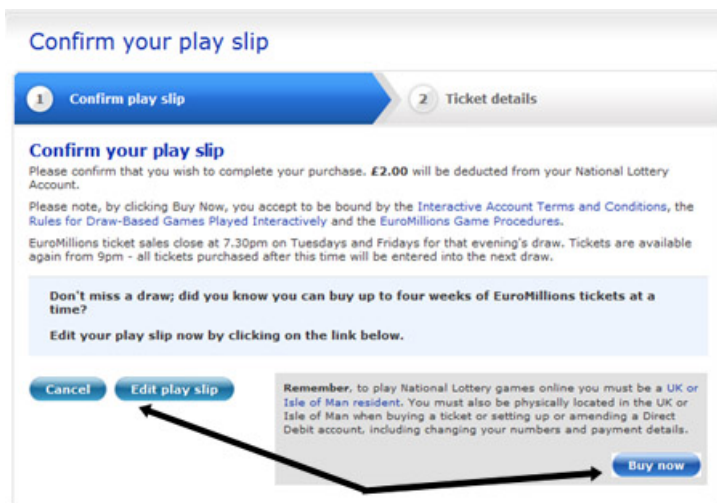 Confirm your play slip
1 Confirm play slip
2 Ticket details
Confirm your play slip
Please confirm that you wish to complete your purchase. £2.00 will be deducted from your National Lottery
Account.
Please note, by clicking Buy Now, you accept to be bound by the Interactive Account Terms and Conditions, the
Rules for Draw-Based Games Played Interactively and the EuroMillions Game Procedures.
EuroMillions ticket sales close at 7.30pm on Tuesdays and Fridays for that evening's draw. Tickets are available
again from 9pm - all tickets purchased after this time will be entered into the next draw.
Don't miss a draw; did you know you can buy up to four weeks of EuroMillions tickets at a
time?
Edit your play slip now by clicking on the link below.
Cancel
Edit play slip
Remember, to play National Lottery games online you must be a UK or
Isle of Man resident. You must also be physically located in the UK or
Isle of Man when buying a ticket or setting up or amending a Direct
Debit account, including changing your numbers and payment details.
Buy now